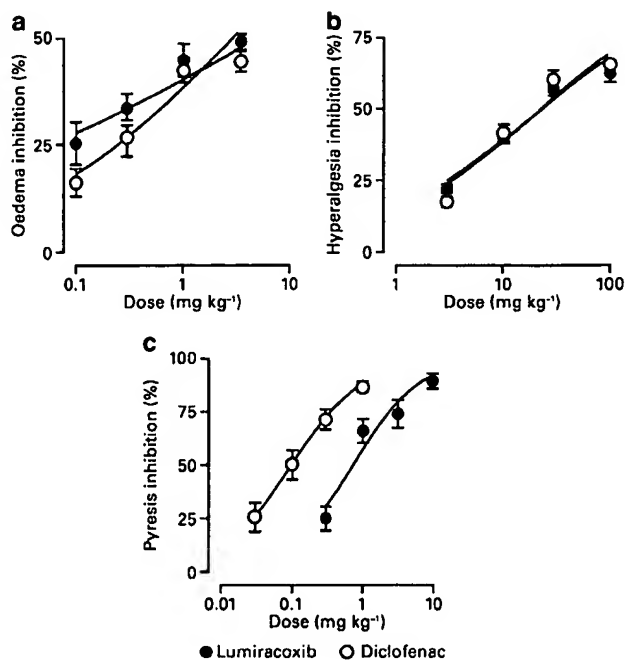 a
Oedema inhibition (%)
50
25
0
0.1 1 10
Dose (mg kg⁻¹)
b
Hyperalgesia inhibition (%)
75
50
25
0
1 10 100
Dose (mg kg⁻¹)
c
Pyresis inhibition (%)
100
75
50
25
0
0.01 0.1 1 10
Dose (mg kg⁻¹)
Lumiracoxib Diclofenac